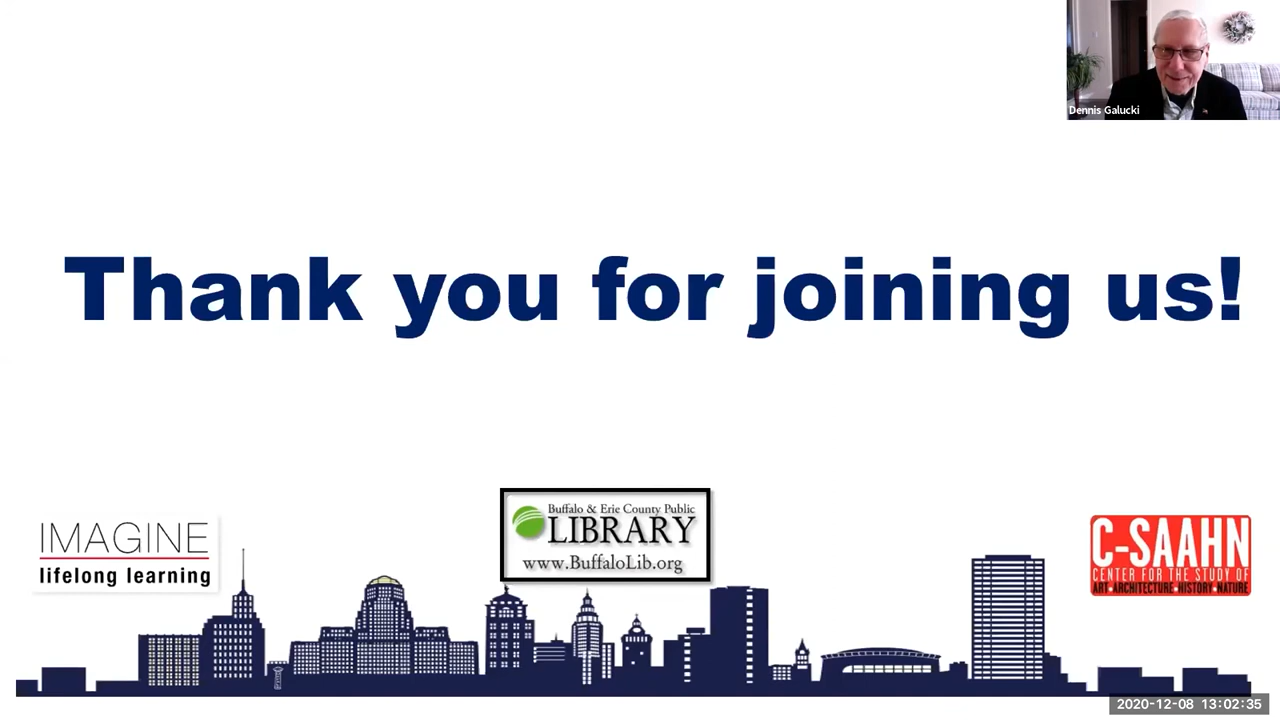 Dennis Galucki
Thank you for joining us!
IMAGINE
lifelong learning
Buffalo & Erie County Public
LIBRARY
www.BuffaloLib.org
C-SAAHN
CENTER FOR THE STUDY OF
ART•ARCHITECTURE•HISTORY•NATURE
2020-12-08 13:02:35